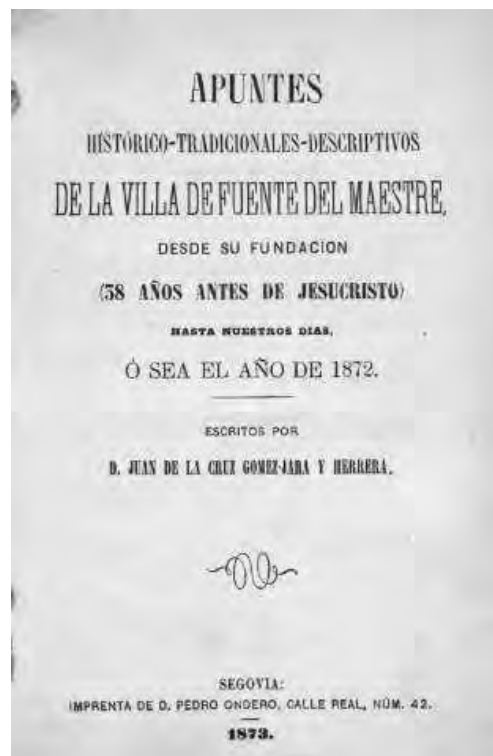 APUNTES
HISTÓRICO-TRADICIONALES-DESCRIPTIVOS
DE LA VILLA DE FUENTE DEL MAESTRE,
DESDE SU FUNDACION
(38 AÑOS ANTES DE JESUCRISTO)
HASTA NUESTROS DIAS,
Ó SEA EL AÑO DE 1872.
ESCRITOS POR
D. JUAN DE LA CRUZ GOMEZ-JARA Y HERRERA.
SEGOVIA:
IMPRENTA DE D. PEDRO ONDERO, CALLE REAL, NÚM. 42.
1873.